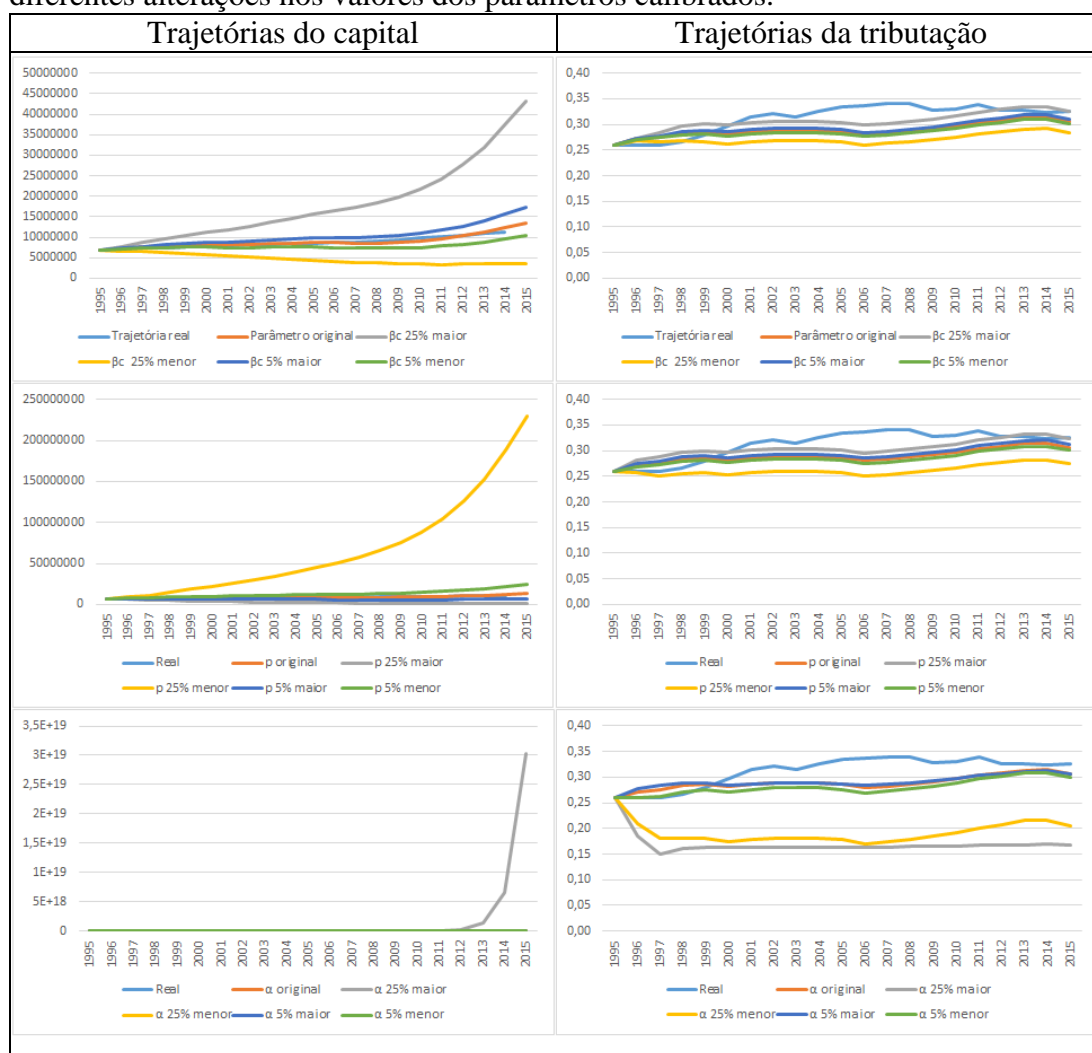 diferentes alterações nos valores dos parâmetros calibrados.
Trajetórias do capital
Trajetórias da tributação
50000000
45000000
40000000
35000000
30000000
25000000
20000000
15000000
10000000
5000000
0
1995 1996 1997 1998 1999 2000 2001 2002 2003 2004 2005 2006 2007 2008 2009 2010 2011 2012 2013 2014 2015
Trajetória real Parâmetro original βc 25% maior
βc 25% menor βc 5% maior βc 5% menor
0,40
0,35
0,30
0,25
0,20
0,15
0,10
0,05
0,00
1995 1996 1997 1998 1999 2000 2001 2002 2003 2004 2005 2006 2007 2008 2009 2010 2011 2012 2013 2014 2015
Trajetória real Parâmetro original βc 25% maior
βc 25% menor βc 5% maior βc 5% menor
250000000
200000000
150000000
100000000
50000000
0
1995 1996 1997 1998 1999 2000 2001 2002 2003 2004 2005 2006 2007 2008 2009 2010 2011 2012 2013 2014 2015
Real p original p 25% maior
p 25% menor p 5% maior p 5% menor
0,40
0,35
0,30
0,25
0,20
0,15
0,10
0,05
0,00
1995 1996 1997 1998 1999 2000 2001 2002 2003 2004 2005 2006 2007 2008 2009 2010 2011 2012 2013 2014 2015
Real p original p 25% maior
p 25% menor p 5% maior p 5% menor
3,5E+19
3E+19
2,5E+19
2E+19
1,5E+19
1E+19
5E+18
0
1995 1996 1997 1998 1999 2000 2001 2002 2003 2004 2005 2006 2007 2008 2009 2010 2011 2012 2013 2014 2015
Real α original α 25% maior
α 25% menor α 5% maior α 5% menor
0,40
0,35
0,30
0,25
0,20
0,15
0,10
0,05
0,00
1995 1996 1997 1998 1999 2000 2001 2002 2003 2004 2005 2006 2007 2008 2009 2010 2011 2012 2013 2014 2015
Real α original α 25% maior
α 25% menor α 5% maior α 5% menor